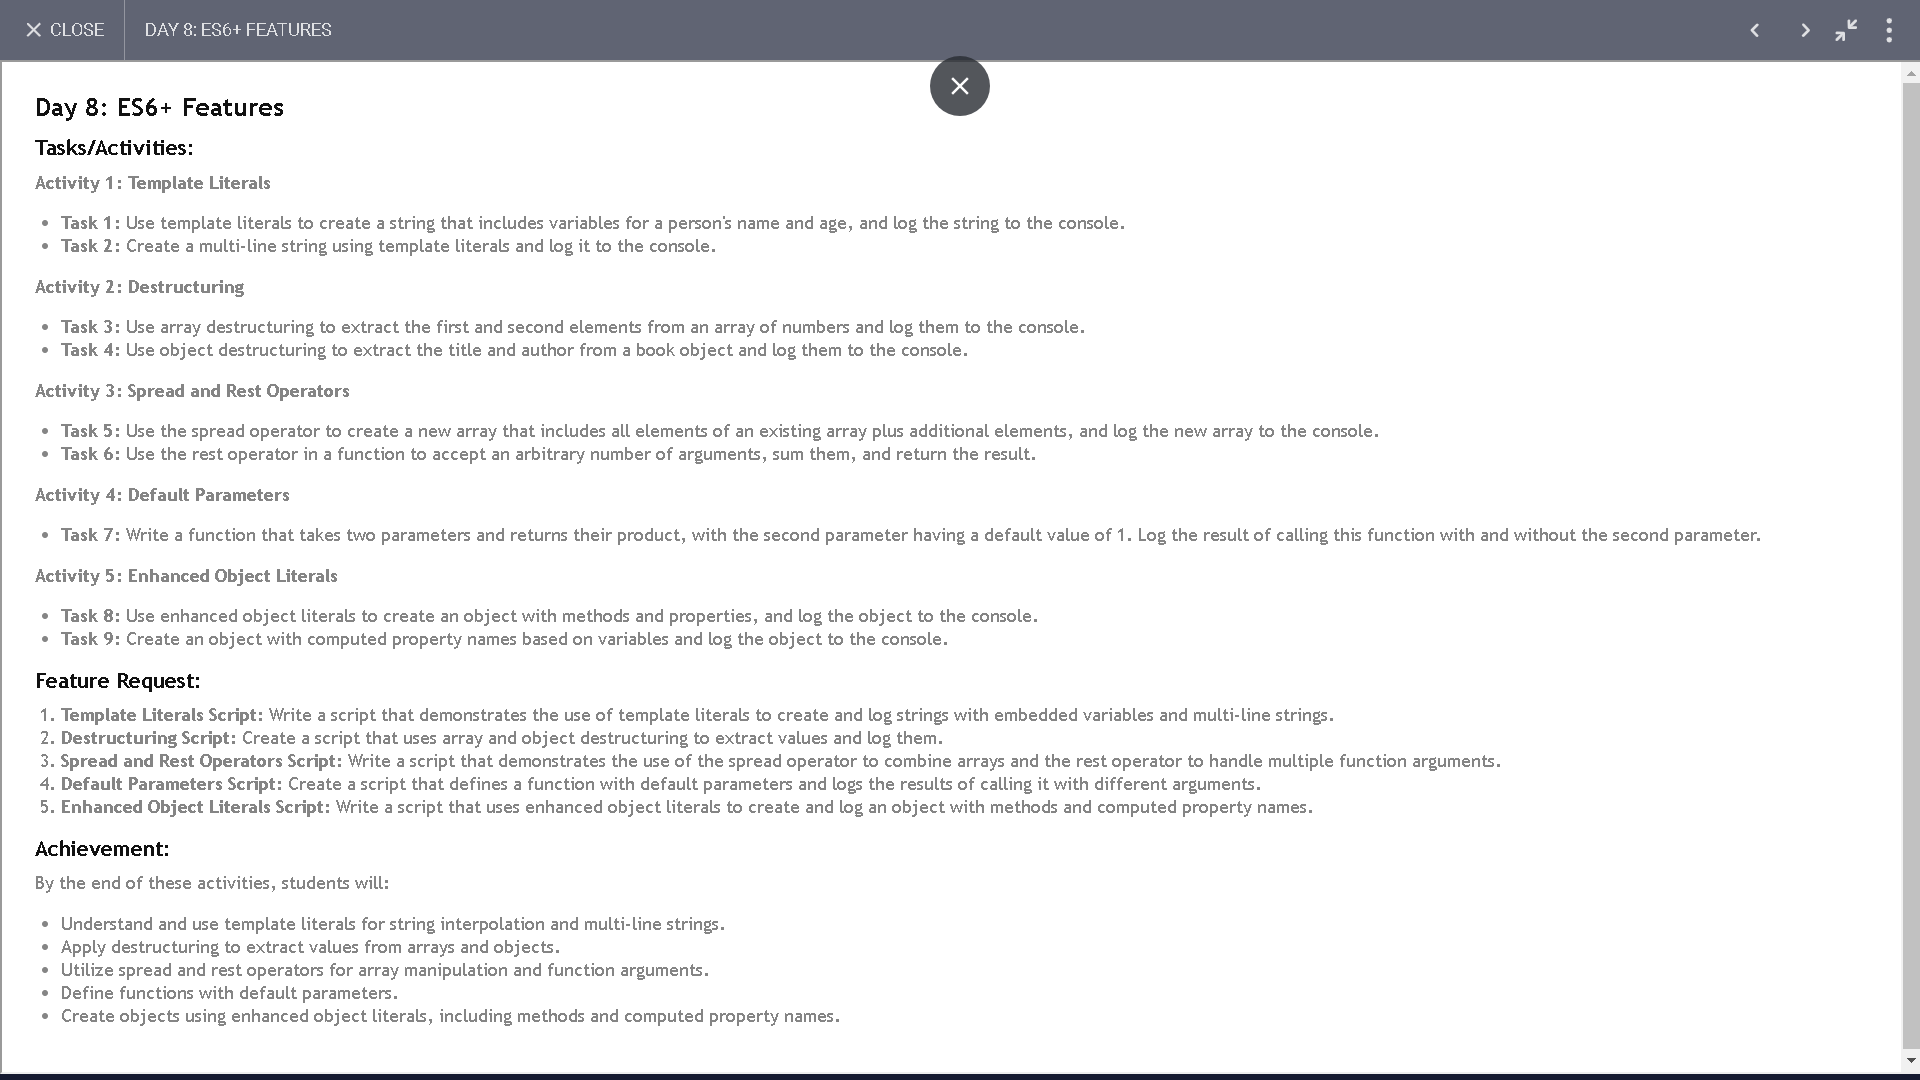 CLOSE
DAY 8: ES6+ FEATURES
Day 8: ES6+ Features
Tasks/Activities:
Activity 1: Template Literals
• Task 1: Use template literals to create a string that includes variables for a person's name and age, and log the string to the console.
• Task 2: Create a multi-line string using template literals and log it to the console.
Activity 2: Destructuring
• Task 3: Use array destructuring to extract the first and second elements from an array of numbers and log them to the console.
• Task 4: Use object destructuring to extract the title and author from a book object and log them to the console.
Activity 3: Spread and Rest Operators
• Task 5: Use the spread operator to create a new array that includes all elements of an existing array plus additional elements, and log the new array to the console.
• Task 6: Use the rest operator in a function to accept an arbitrary number of arguments, sum them, and return the result.
Activity 4: Default Parameters
• Task 7: Write a function that takes two parameters and returns their product, with the second parameter having a default value of 1. Log the result of calling this function with and without the second parameter.
Activity 5: Enhanced Object Literals
• Task 8: Use enhanced object literals to create an object with methods and properties, and log the object to the console.
• Task 9: Create an object with computed property names based on variables and log the object to the console.
Feature Request:
1. Template Literals Script: Write a script that demonstrates the use of template literals to create and log strings with embedded variables and multi-line strings.
2. Destructuring Script: Create a script that uses array and object destructuring to extract values and log them.
3. Spread and Rest Operators Script: Write a script that demonstrates the use of the spread operator to combine arrays and the rest operator to handle multiple function arguments.
4. Default Parameters Script: Create a script that defines a function with default parameters and logs the results of calling it with different arguments.
5. Enhanced Object Literals Script: Write a script that uses enhanced object literals to create and log an object with methods and computed property names.
Achievement:
By the end of these activities, students will:
• Understand and use template literals for string interpolation and multi-line strings.
• Apply destructuring to extract values from arrays and objects.
• Utilize spread and rest operators for array manipulation and function arguments.
• Define functions with default parameters.
• Create objects using enhanced object literals, including methods and computed property names.